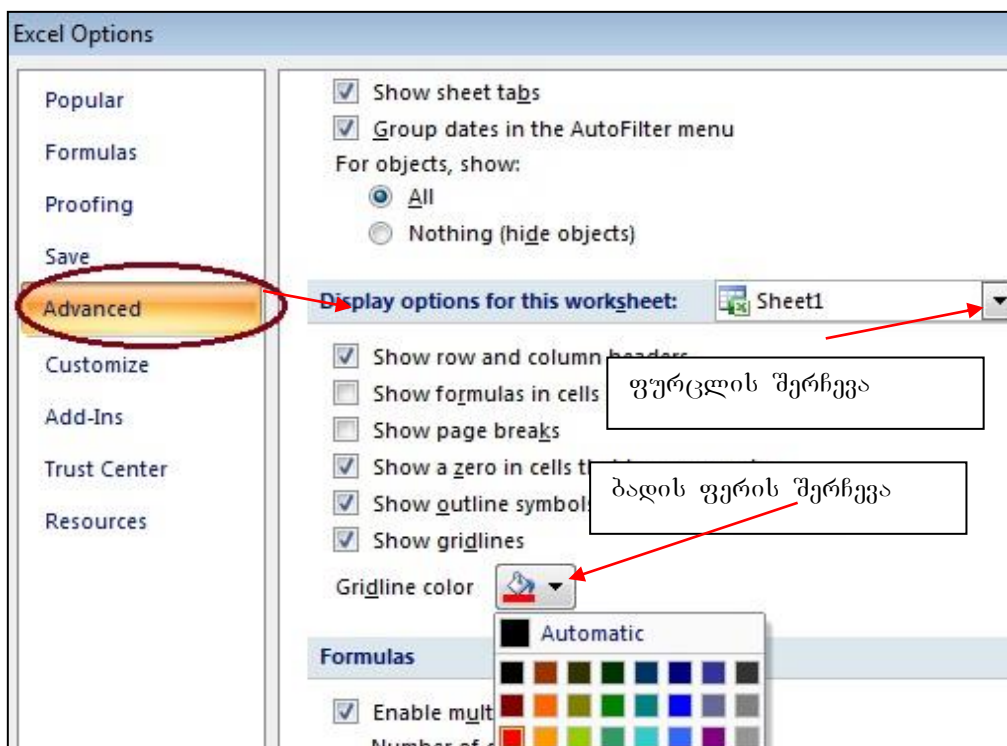 Excel Options
Popular
Formulas
Proofing
Save
Advanced
Customize
Add-Ins
Trust Center
Resources
Show sheet tabs
Group dates in the AutoFilter menu
For objects, show:
All
Nothing (hide objects)
Display options for this worksheet: Sheet1
Show row and column headers
ფურცლის შერჩევა
Show formulas in cells
Show page breaks
Show a zero in cells
ბადის ფერის შერჩევა
Show outline symbols
Show gridlines
Gridline color
Automatic
Formulas
Enable mult
Number of